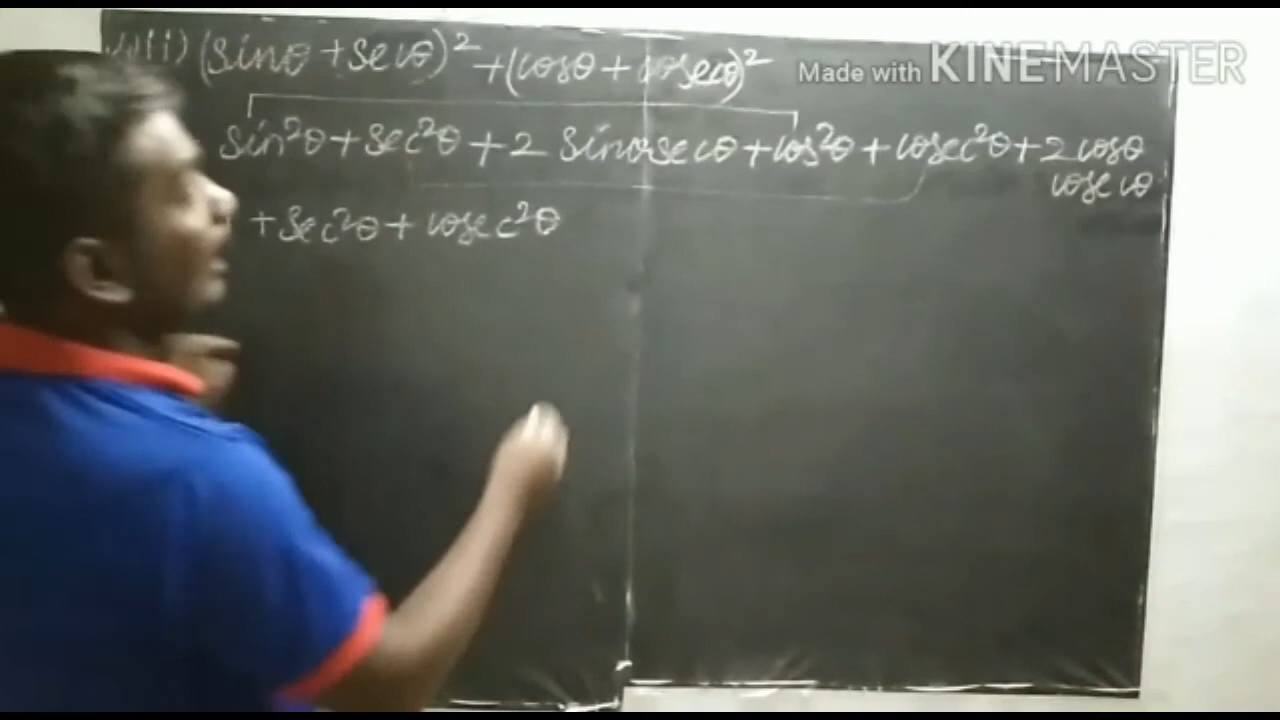 (sinθ + secθ)² + (cosθ + cosecθ)²
Made with KINEMASTER
sin²θ + sec²θ + 2 sinθ secθ + cos²θ + cosec²θ + 2 cosθ
cosecθ
+ sec²θ + cosec²θ